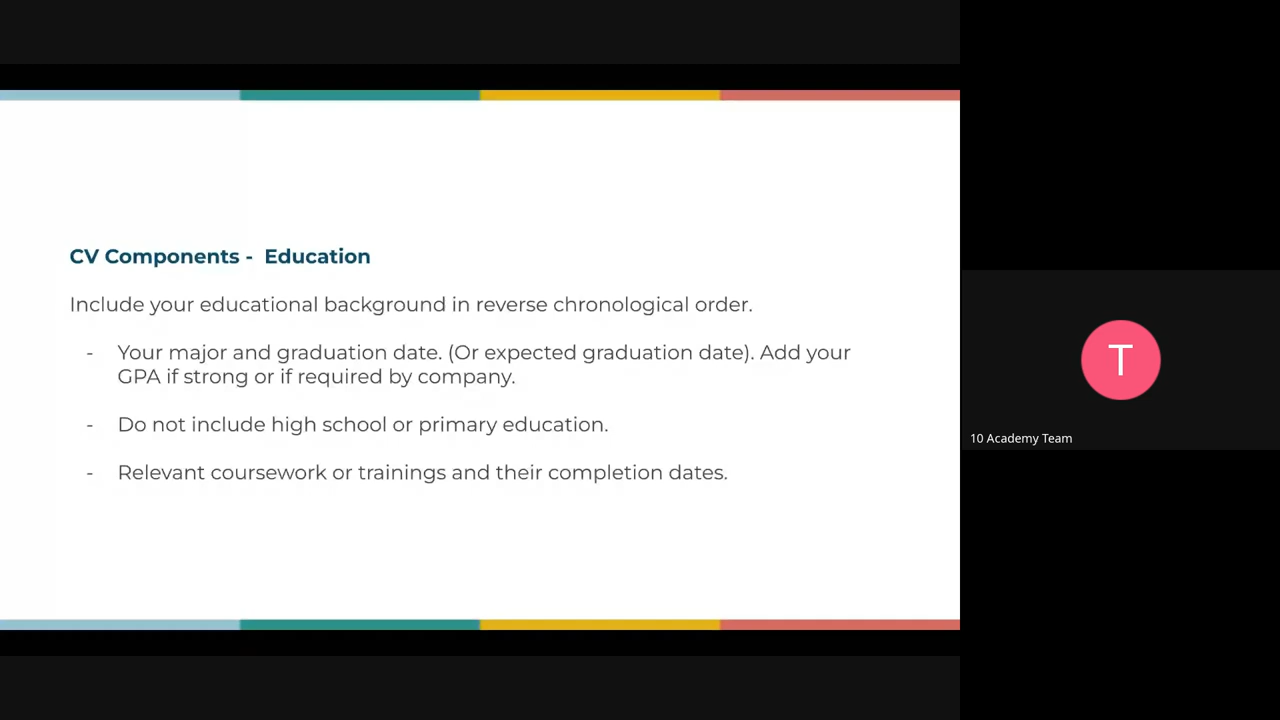 CV Components -  Education
Include your educational background in reverse chronological order.
- Your major and graduation date. (Or expected graduation date). Add your
GPA if strong or if required by company.
- Do not include high school or primary education.
- Relevant coursework or trainings and their completion dates.
T
10 Academy Team